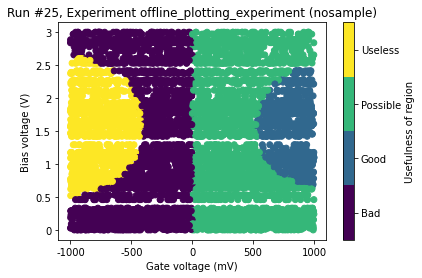 Run #25, Experiment offline_plotting_experiment (nosample)
3
2.5
2
1.5
1
0.5
0
Bias voltage (V)
-1000
-500
0
500
1000
Gate voltage (mV)
Useless
Possible
Good
Bad
Usefulness of region